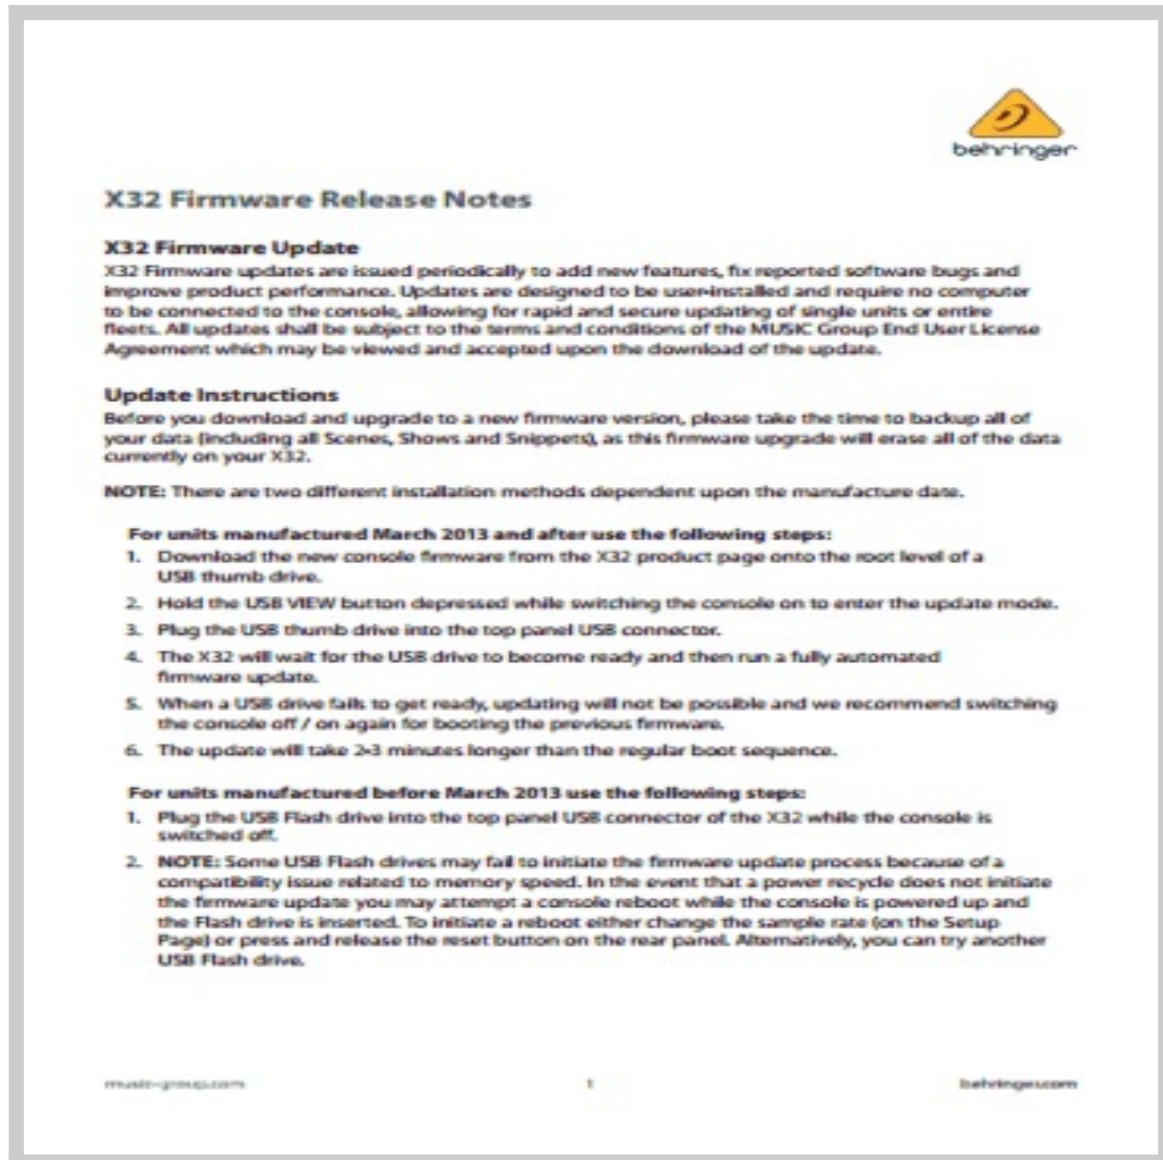 behringer
X32 Firmware Release Notes
X32 Firmware Update
X32 Firmware updates are issued periodically to add new features, fix reported software bugs and
improve product performance. Updates are designed to be user-installed and require no computer
to be connected to the console, allowing for rapid and secure updating of single units or entire
fleets. All updates shall be subject to the terms and conditions of the MUSIC Group End User License
Agreement which may be viewed and accepted upon the download of the update.
Update Instructions
Before you download and upgrade to a new firmware version, please take the time to backup all of
your data (including all Scenes, Shows and Snippets), as this firmware upgrade will erase all of the data
currently on your X32.
NOTE: There are two different installation methods dependent upon the manufacture date.
For units manufactured March 2013 and after use the following steps:
1. Download the new console firmware from the X32 product page onto the root level of a
USB thumb drive.
2. Hold the USB VIEW button depressed while switching the console on to enter the update mode.
3. Plug the USB thumb drive into the top panel USB connector.
4. The X32 will wait for the USB drive to become ready and then run a fully automated
firmware update.
5. When a USB drive fails to get ready, updating will not be possible and we recommend switching
the console off / on again for booting the previous firmware.
6. The update will take 2-3 minutes longer than the regular boot sequence.
For units manufactured before March 2013 use the following steps:
1. Plug the USB Flash drive into the top panel USB connector of the X32 while the console is
switched off.
2. NOTE: Some USB Flash drives may fail to initiate the firmware update process because of a
compatibility issue related to memory speed. In the event that a power recycle does not initiate
the firmware update you may attempt a console reboot while the console is powered up and
the Flash drive is inserted. To initiate a reboot either change the sample rate (on the Setup
Page) or press and release the reset button on the rear panel. Alternatively, you can try another
USB Flash drive.
music-group.com
1
behringer.com